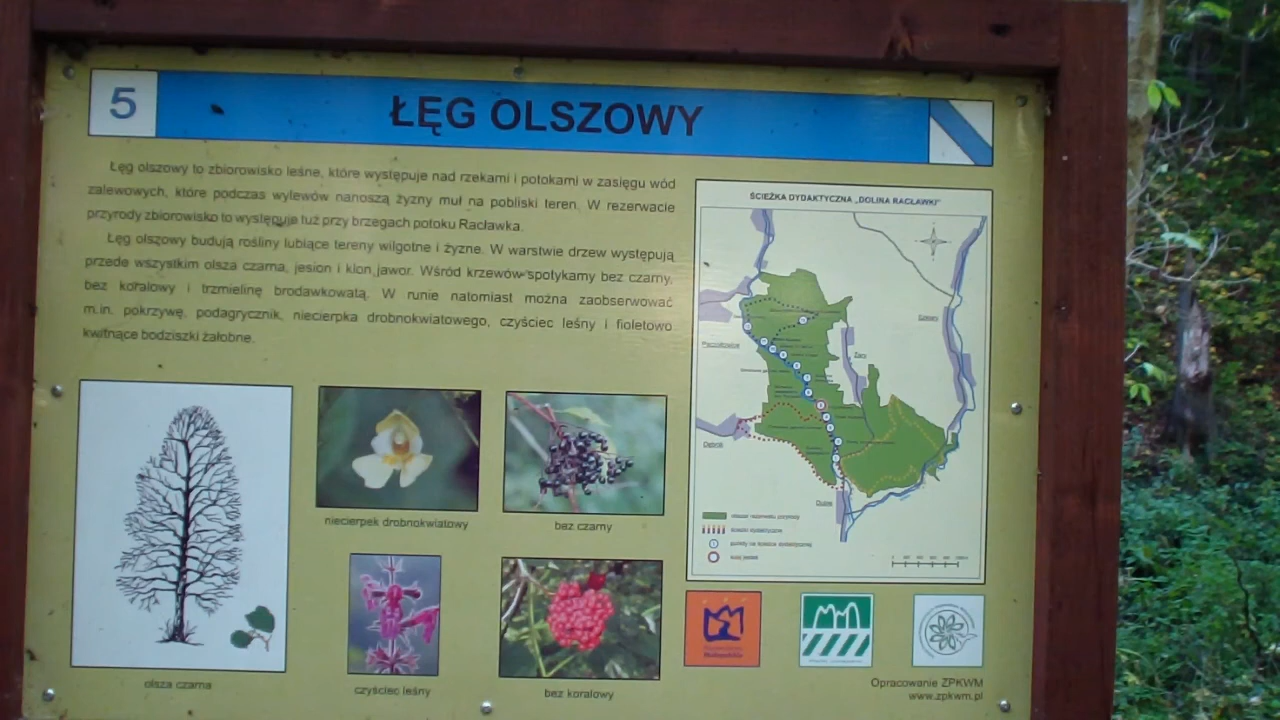 5
ŁĘG OLSZOWY
Łęg olszowy to zbiorowisko leśne, które występuje nad rzekami i potokami w zasięgu wód
zalewowych, które podczas wylewów nanoszą żyzny muł na pobliski teren. W rezerwacie
przyrody zbiorowisko to występuje tuż przy brzegach potoku Racławka.
Łęg olszowy budują rośliny lubiące tereny wilgotne i żyzne. W warstwie drzew występują
przede wszystkim olsza czarna, jesion i klon jawor. Wśród krzewów spotykamy bez czarny,
bez koralowy i trzmielinę brodawkowatą. W runie natomiast można zaobserwować
m.in. pokrzywę, podagrycznik, niecierpka drobnokwiatowego, czyściec leśny i fioletowo
kwitnące bodziszki żałobne.
ŚCIEŻKA DYDAKTYCZNA „DOLINA RACŁAWKI"
Paczółtowice
Żary
Dębnik
Dubie
niecierpek drobnokwiatowy
bez czarny
olsza czarna
czyściec leśny
bez koralowy
Opracowanie ZPKWM
www.zpkwm.pl